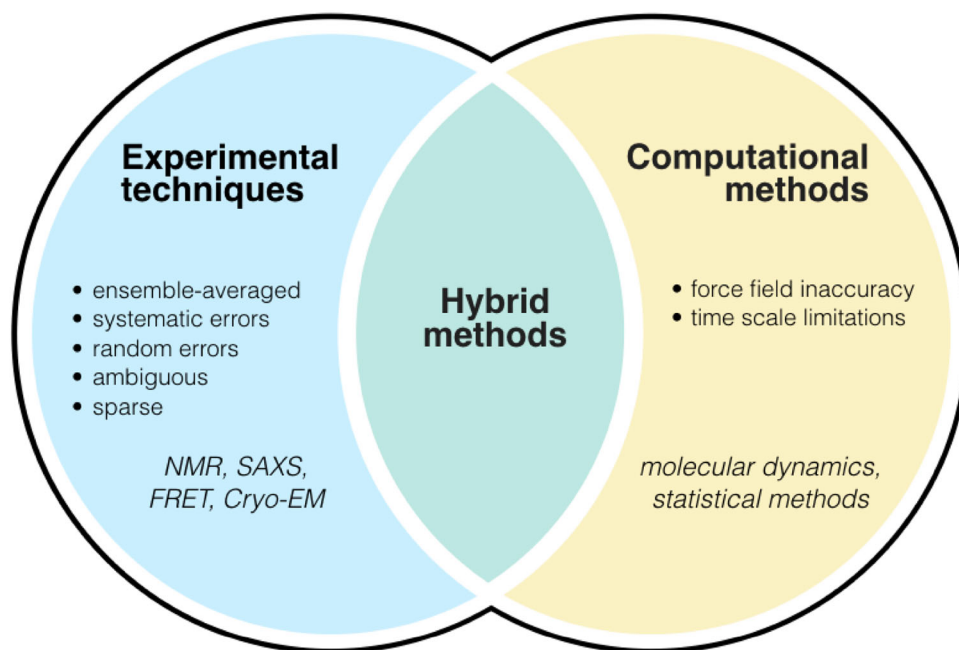 Experimental
techniques
• ensemble-averaged
• systematic errors
• random errors
• ambiguous
• sparse
NMR, SAXS,
FRET, Cryo-EM
Hybrid
methods
Computational
methods
• force field inaccuracy
• time scale limitations
molecular dynamics,
statistical methods